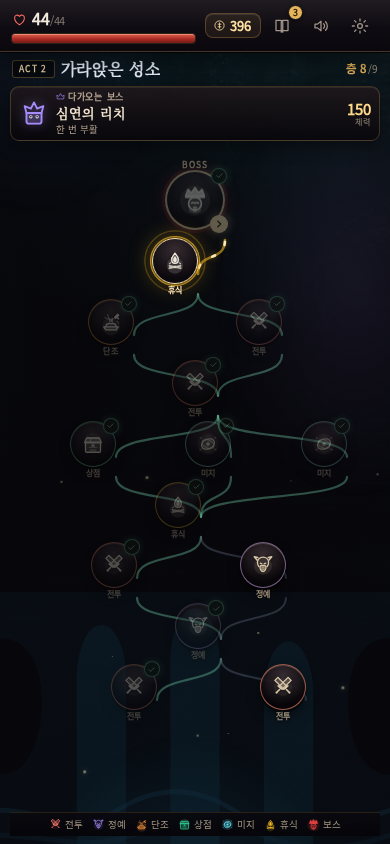 44/44
396
3
ACT 2 가라앉은 성소 층 8/9
다가오는 보스
심연의 리치
한 번 부활
150
체력
BOSS
휴식
단조 전투
전투
상점 미지 미지
휴식
전투 정예
정예
전투 전투
전투 정예 단조 상점 미지 휴식 보스